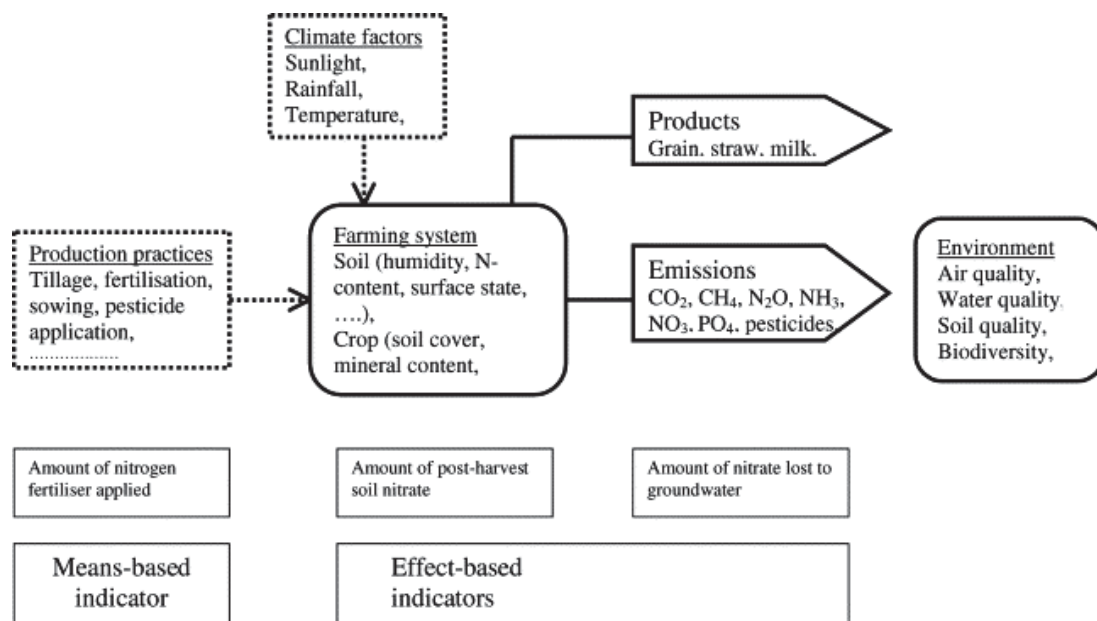 Climate factors
Sunlight,
Rainfall,
Temperature,
Products
Grain. straw. milk.
Production practices
Tillage, fertilisation,
sowing, pesticide
application,
...................
Farming system
Soil (humidity, N-
content, surface state,
….),
Crop (soil cover,
mineral content,
Emissions
CO₂, CH₄, N₂O, NH₃,
NO₃, PO₄, pesticides,
Environment
Air quality,
Water quality,
Soil quality,
Biodiversity,
Amount of nitrogen
fertiliser applied
Amount of post-harvest
soil nitrate
Amount of nitrate lost to
groundwater
Means-based
indicator
Effect-based
indicators